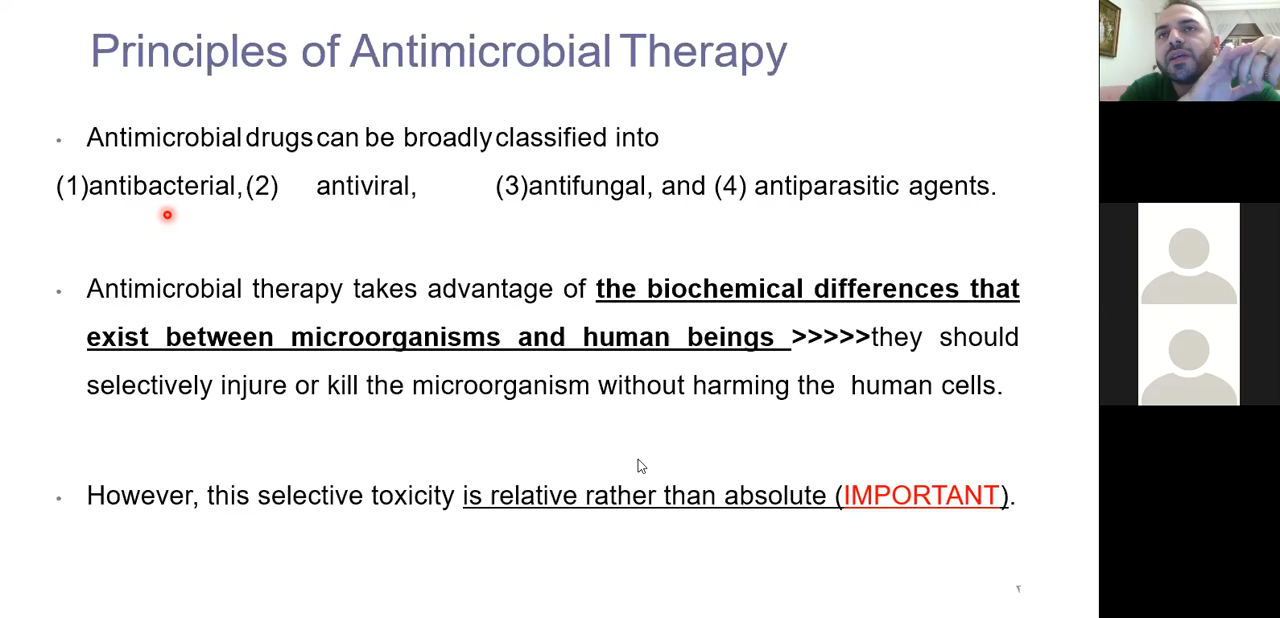 Principles of Antimicrobial Therapy
• Antimicrobial drugs can be broadly classified into
(1)antibacterial, (2) antiviral, (3)antifungal, and (4) antiparasitic agents.
• Antimicrobial therapy takes advantage of the biochemical differences that
exist between microorganisms and human beings >>>>>they should
selectively injure or kill the microorganism without harming the human cells.
• However, this selective toxicity is relative rather than absolute (IMPORTANT).
٢